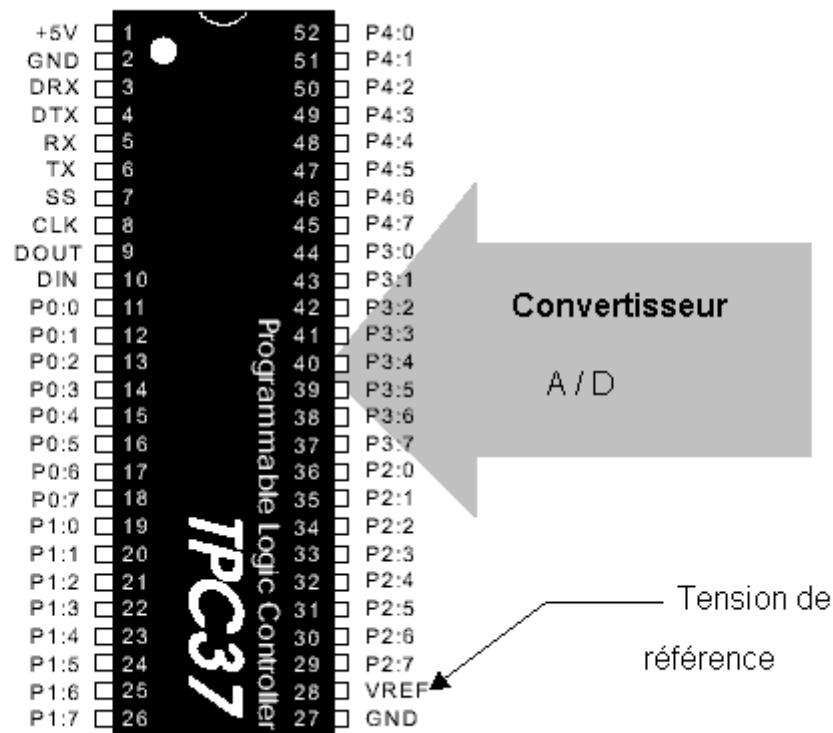 +5V 1 52 P4:0
GND 2 51 P4:1
DRX 3 50 P4:2
DTX 4 49 P4:3
RX 5 48 P4:4
TX 6 47 P4:5
SS 7 46 P4:6
CLK 8 45 P4:7
DOUT 9 44 P3:0
DIN 10 43 P3:1
P0:0 11 42 P3:2
P0:1 12 41 P3:3
P0:2 13 40 P3:4
P0:3 14 39 P3:5
P0:4 15 38 P3:6
P0:5 16 37 P3:7
P0:6 17 36 P2:0
P0:7 18 35 P2:1
P1:0 19 34 P2:2
P1:1 20 33 P2:3
P1:2 21 32 P2:4
P1:3 22 31 P2:5
P1:4 23 30 P2:6
P1:5 24 29 P2:7
P1:6 25 28 VREF
P1:7 26 27 GND
Programmable Logic Controller
TPC37
Convertisseur
A / D
Tension de
référence